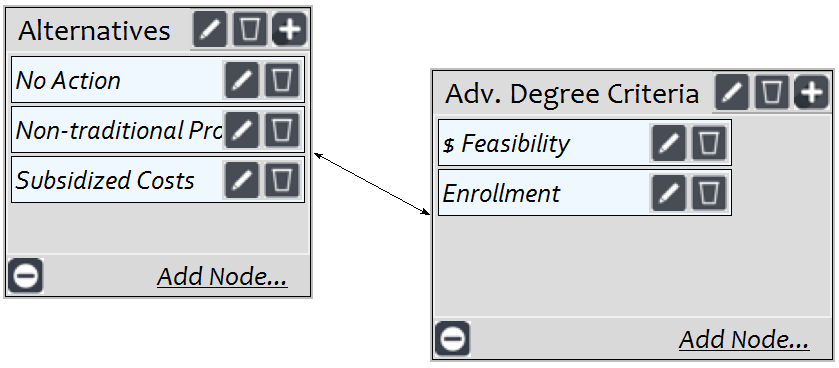 Alternatives
No Action
Non-traditional Pro
Subsidized Costs
Add Node...
Adv. Degree Criteria
$ Feasibility
Enrollment
Add Node...